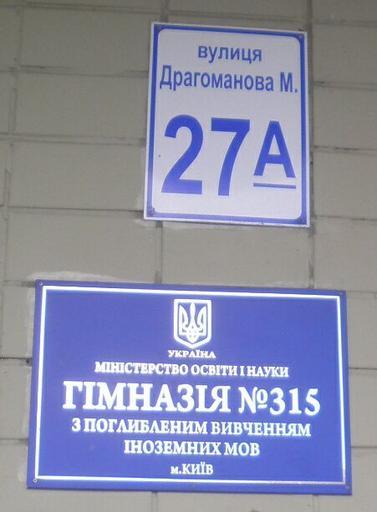 вулиця
Драгоманова М.
27А
УКРАЇНА
МІНІСТЕРСТВО ОСВІТИ І НАУКИ
ГІМНАЗІЯ №315
З ПОГЛИБЛЕНИМ ВИВЧЕННЯМ
ІНОЗЕМНИХ МОВ
м.КИЇВ